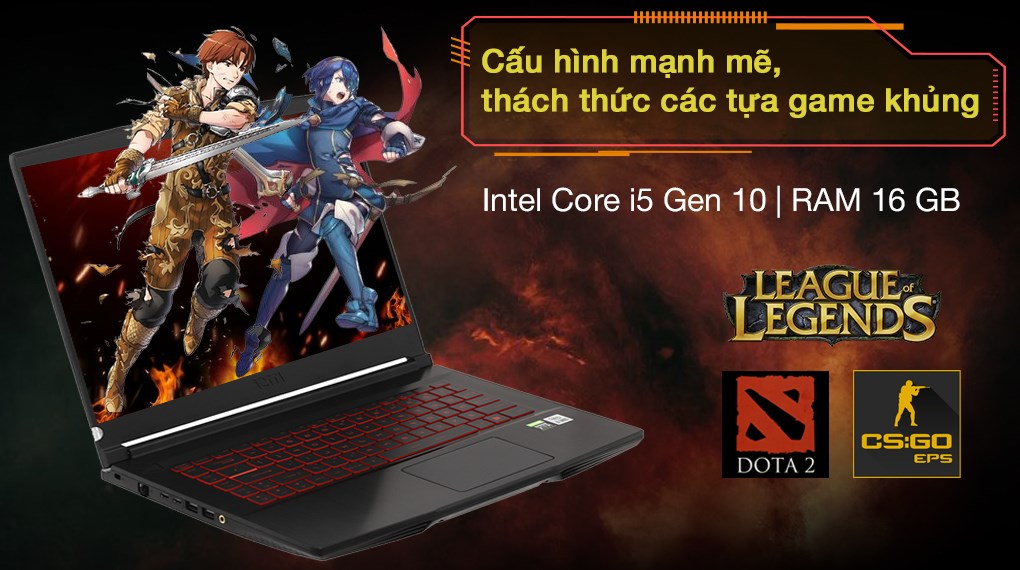 Cấu hình mạnh mẽ,
thách thức các tựa game khủng
Intel Core i5 Gen 10 | RAM 16 GB
LEAGUE of
LEGENDS
DOTA 2
CS:GO
EPS